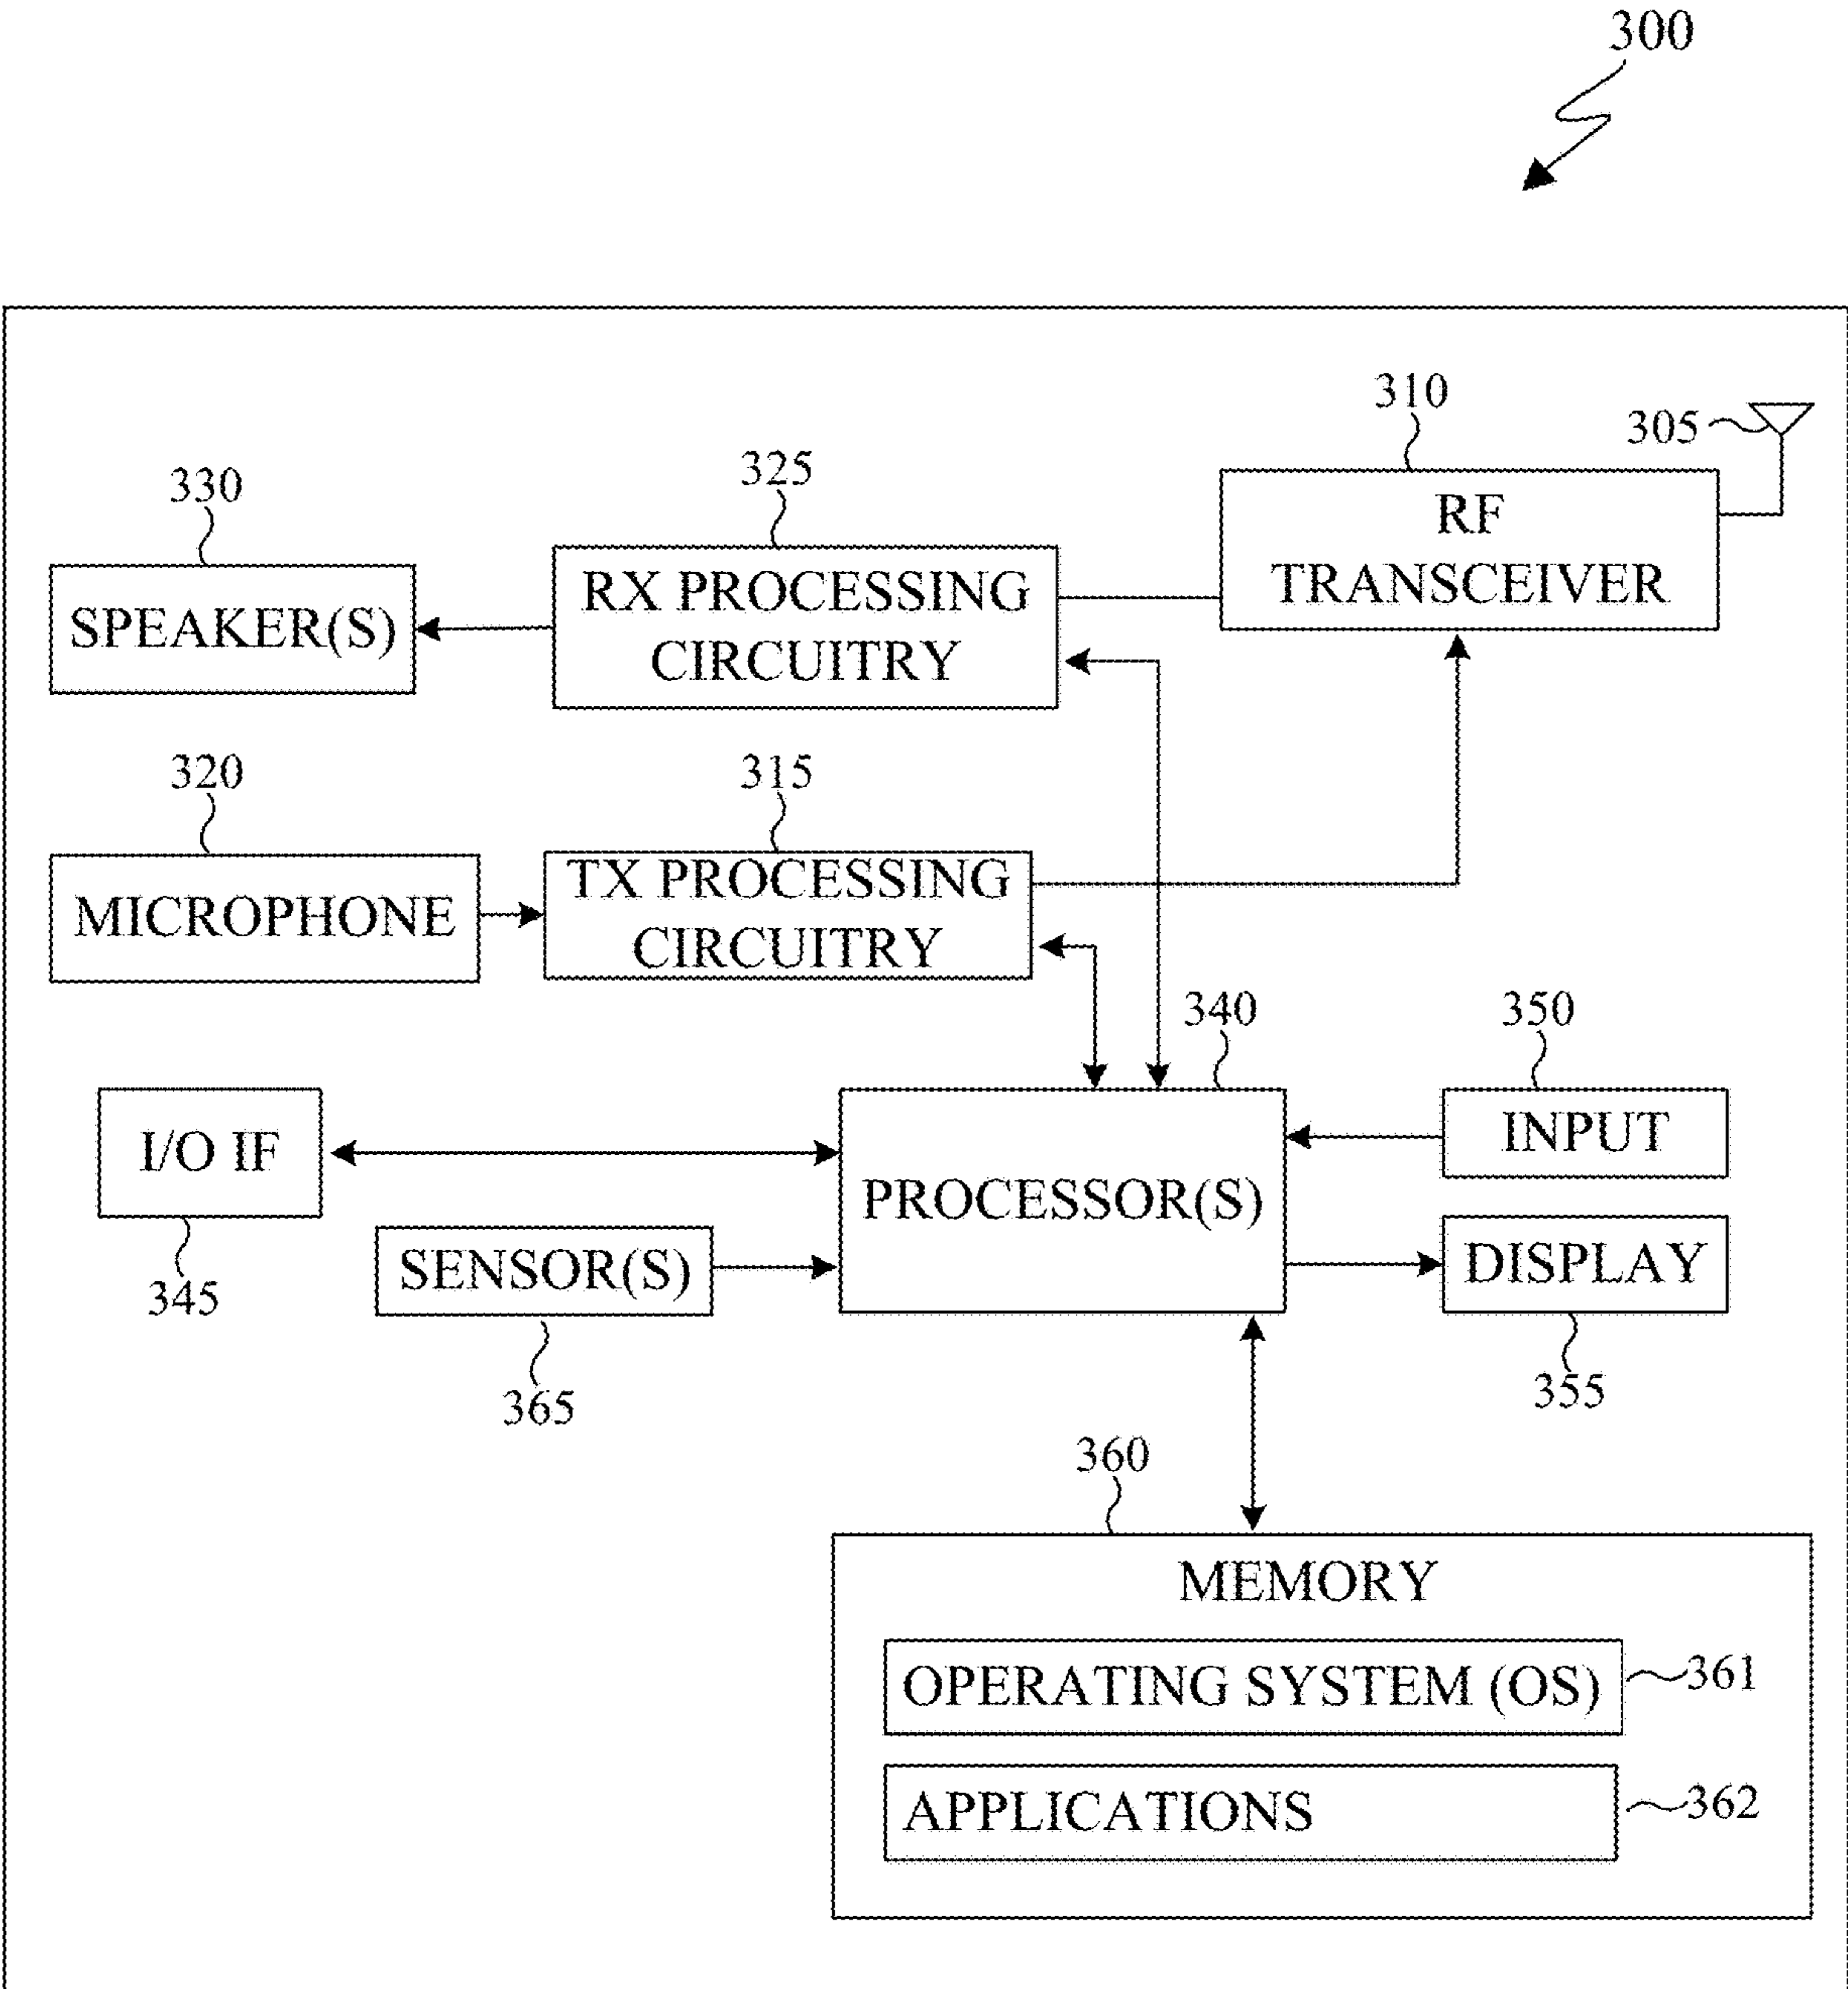 300
310
305
325
330
RF
TRANSCEIVER
RX PROCESSING
CIRCUITRY
SPEAKER(S)
320
315
MICROPHONE
TX PROCESSING
CIRCUITRY
340
350
I/O IF
INPUT
PROCESSOR(S)
SENSOR(S)
DISPLAY
345
365
355
360
MEMORY
OPERATING SYSTEM (OS)
361
APPLICATIONS
362